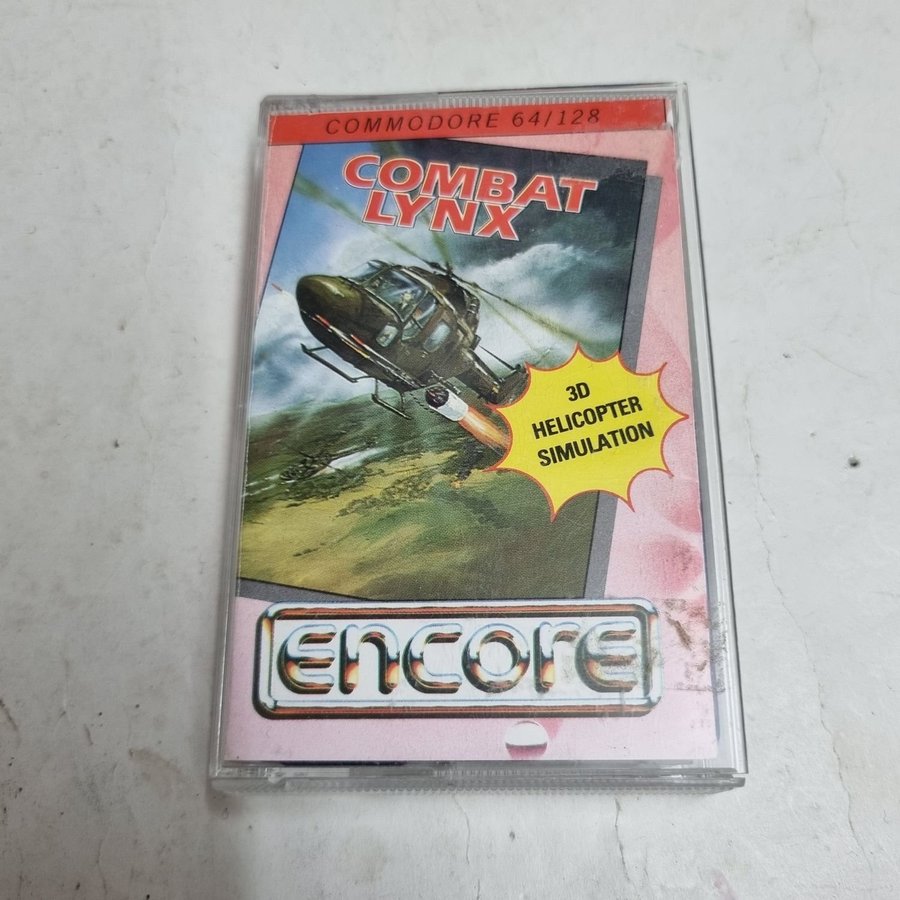 COMMODORE 64/128
COMBAT
LYNX
3D
HELICOPTER
SIMULATION
encore